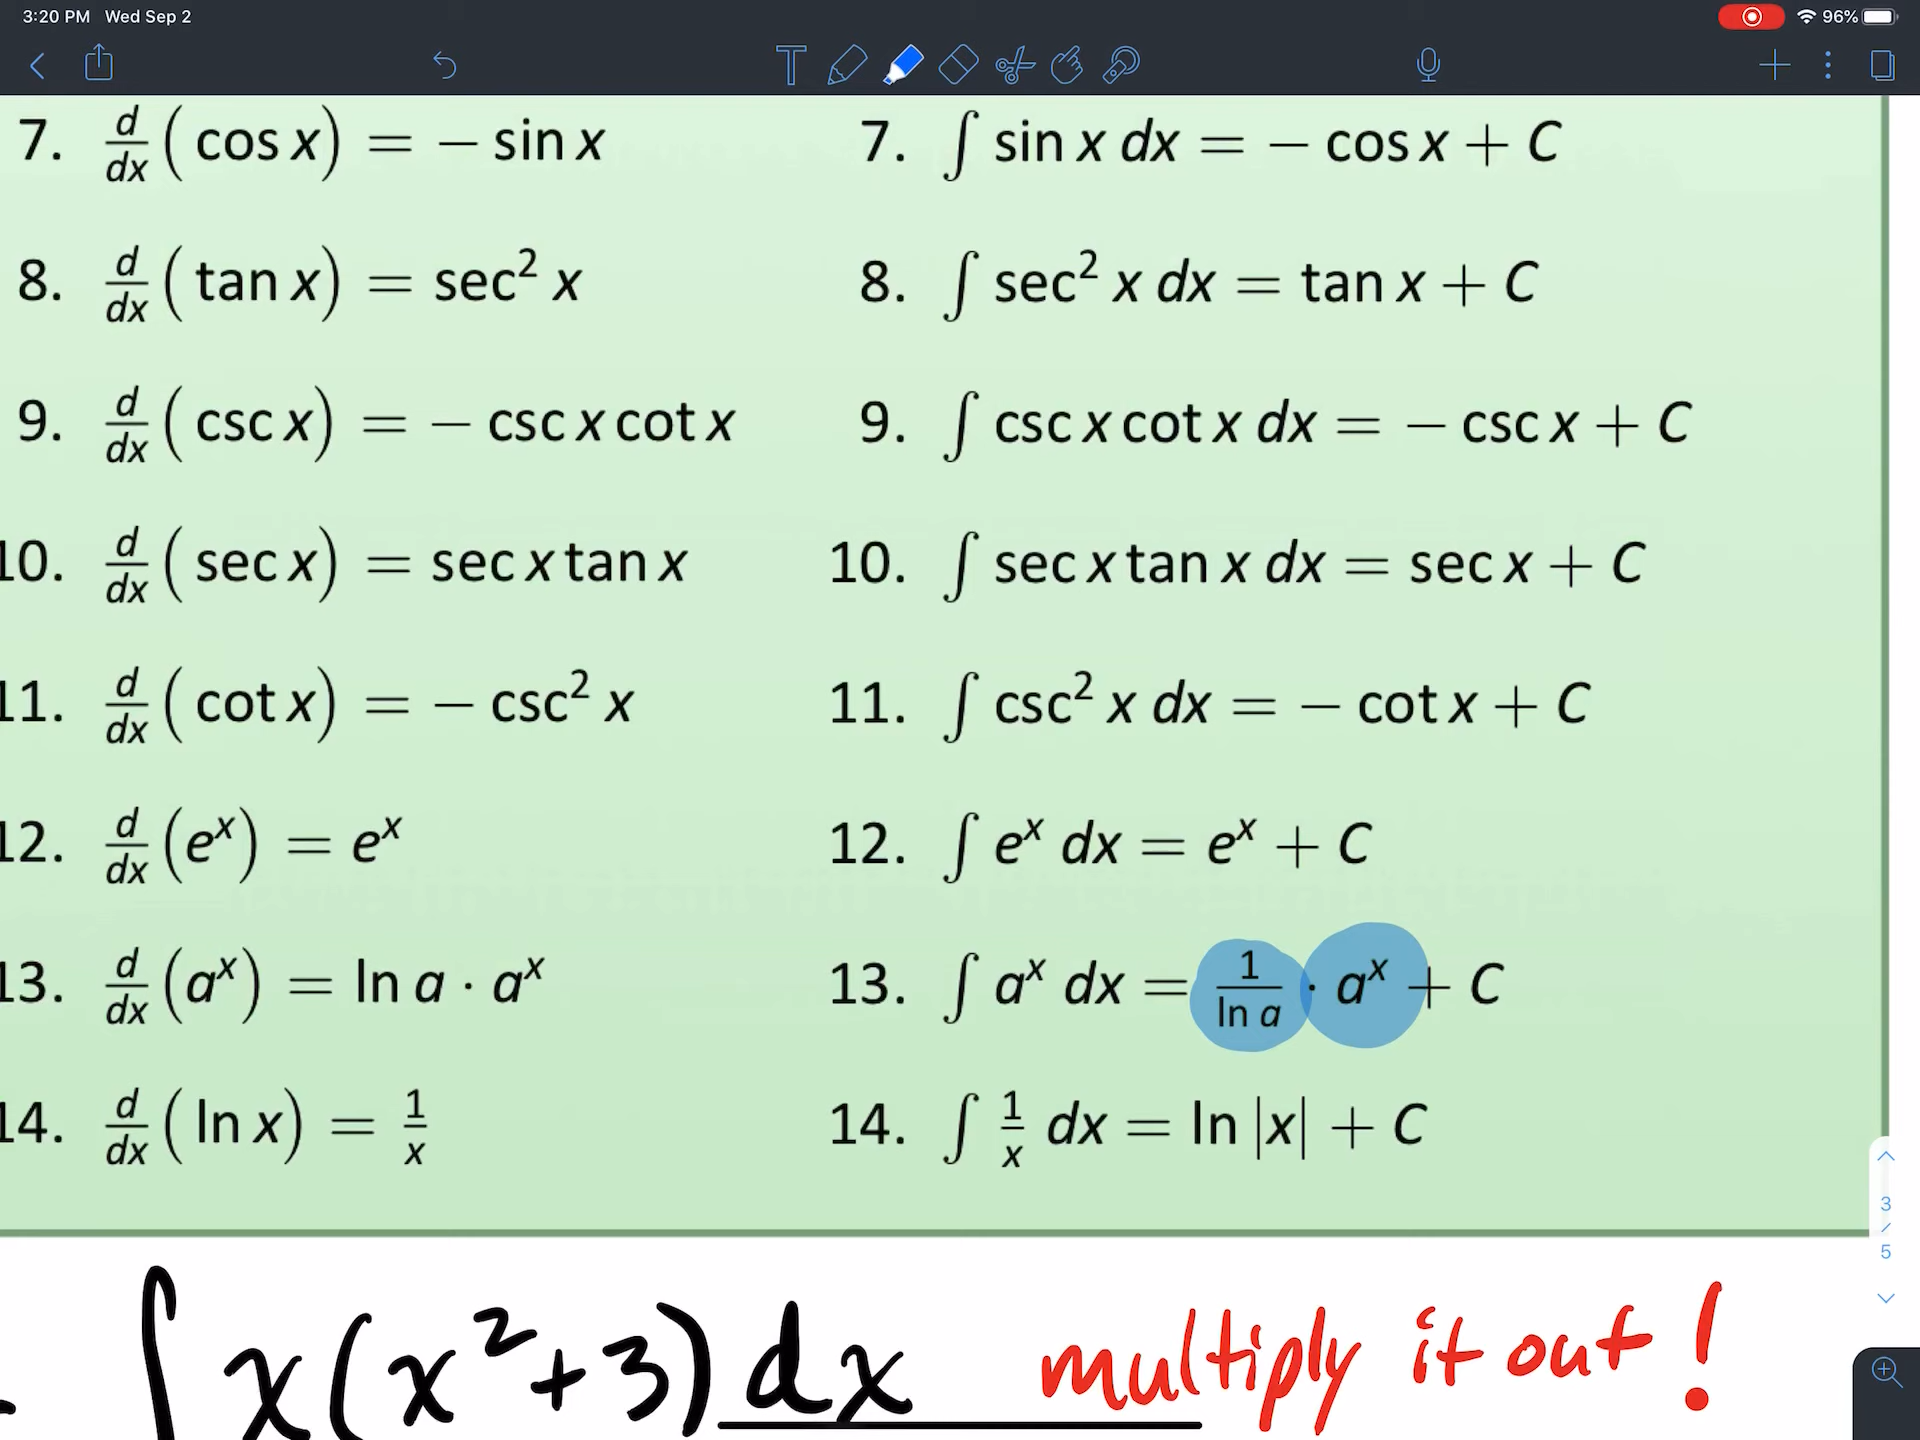 3:20 PM Wed Sep 2 96%
7. d/dx ( cos x) = − sin x 7. ∫ sin x dx = − cos x + C
8. d/dx ( tan x) = sec² x 8. ∫ sec² x dx = tan x + C
9. d/dx ( csc x) = − csc x cot x 9. ∫ csc x cot x dx = − csc x + C
10. d/dx ( sec x) = sec x tan x 10. ∫ sec x tan x dx = sec x + C
11. d/dx ( cot x) = − csc² x 11. ∫ csc² x dx = − cot x + C
12. d/dx (eˣ) = eˣ 12. ∫ eˣ dx = eˣ + C
13. d/dx (aˣ) = ln a · aˣ 13. ∫ aˣ dx = 1/ln a · aˣ + C
14. d/dx ( ln x) = 1/x 14. ∫ 1/x dx = ln |x| + C
3 / 5
∫ x(x²+3) dx multiply it out!